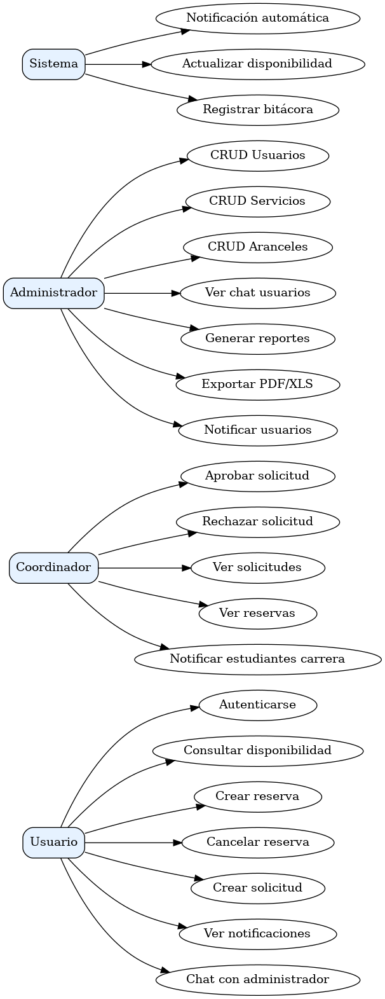 Notificación automática
Sistema
Actualizar disponibilidad
Registrar bitácora
CRUD Usuarios
CRUD Servicios
CRUD Aranceles
Administrador
Ver chat usuarios
Generar reportes
Exportar PDF/XLS
Notificar usuarios
Aprobar solicitud
Rechazar solicitud
Coordinador
Ver solicitudes
Ver reservas
Notificar estudiantes carrera
Autenticarse
Consultar disponibilidad
Crear reserva
Usuario
Cancelar reserva
Crear solicitud
Ver notificaciones
Chat con administrador